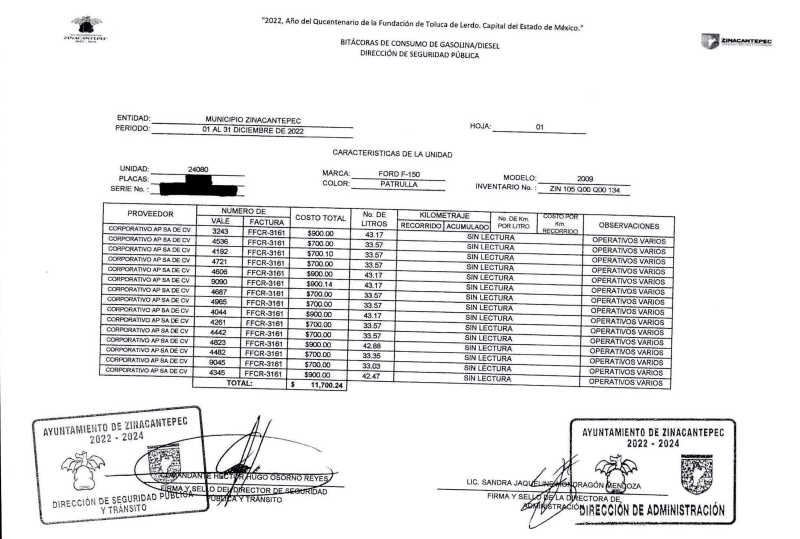 "2022, Año del Qucentenario de la Fundación de Toluca de Lerdo. Capital del Estado de México."
ZINACANTEPEC
ZINACANTEPEC
BITÁCORAS DE CONSUMO DE GASOLINA/DIESEL
DIRECCIÓN DE SEGURIDAD PÚBLICA
ENTIDAD: MUNICIPIO ZINACANTEPEC HOJA: 01
PERIODO: 01 AL 31 DICIEMBRE DE 2022
CARACTERISTICAS DE LA UNIDAD
UNIDAD: 24080 MARCA: FORD F-150 MODELO: 2009
PLACAS: COLOR: PATRULLA INVENTARIO No. : ZIN 105 Q00 Q00 134
SERIE No. :
PROVEEDOR NUMERO DE COSTO TOTAL No. DE LITROS KILOMETRAJE No. DE Km. POR LITRO COSTO POR Km. RECORRIDO OBSERVACIONES
VALE FACTURA RECORRIDO ACUMULADO
CORPORATIVO AP SA DE CV 3243 FFCR-3161 $900.00 43.17 SIN LECTURA OPERATIVOS VARIOS
CORPORATIVO AP SA DE CV 4536 FFCR-3161 $700.00 33.57 SIN LECTURA OPERATIVOS VARIOS
CORPORATIVO AP SA DE CV 4192 FFCR-3161 $700.10 33.57 SIN LECTURA OPERATIVOS VARIOS
CORPORATIVO AP SA DE CV 4721 FFCR-3161 $700.00 33.57 SIN LECTURA OPERATIVOS VARIOS
CORPORATIVO AP SA DE CV 4606 FFCR-3161 $900.00 43.17 SIN LECTURA OPERATIVOS VARIOS
CORPORATIVO AP SA DE CV 9090 FFCR-3161 $900.14 43.17 SIN LECTURA OPERATIVOS VARIOS
CORPORATIVO AP SA DE CV 4687 FFCR-3161 $700.00 33.57 SIN LECTURA OPERATIVOS VARIOS
CORPORATIVO AP SA DE CV 4965 FFCR-3161 $700.00 33.57 SIN LECTURA OPERATIVOS VARIOS
CORPORATIVO AP SA DE CV 4044 FFCR-3161 $900.00 43.17 SIN LECTURA OPERATIVOS VARIOS
CORPORATIVO AP SA DE CV 4261 FFCR-3161 $700.00 33.57 SIN LECTURA OPERATIVOS VARIOS
CORPORATIVO AP SA DE CV 4442 FFCR-3161 $700.00 33.57 SIN LECTURA OPERATIVOS VARIOS
CORPORATIVO AP SA DE CV 4823 FFCR-3161 $900.00 42.88 SIN LECTURA OPERATIVOS VARIOS
CORPORATIVO AP SA DE CV 4482 FFCR-3161 $700.00 33.35 SIN LECTURA OPERATIVOS VARIOS
CORPORATIVO AP SA DE CV 9045 FFCR-3161 $700.00 33.03 SIN LECTURA OPERATIVOS VARIOS
CORPORATIVO AP SA DE CV 4345 FFCR-3161 $900.00 42.47 SIN LECTURA OPERATIVOS VARIOS
TOTAL: $ 11,700.24
AYUNTAMIENTO DE ZINACANTEPEC
2022 - 2024
DIRECCIÓN DE SEGURIDAD PÚBLICA
Y TRÁNSITO
COMANDANTE HECTOR HUGO OSORNO REYES
FIRMA Y SELLO DEL DIRECTOR DE SEGURIDAD
PÚBLICA Y TRÁNSITO
LIC. SANDRA JAQUELINE MONDRAGÓN MENDOZA
FIRMA Y SELLO DE LA DIRECTORA DE
ADMINISTRACIÓN
AYUNTAMIENTO DE ZINACANTEPEC
2022 - 2024
DIRECCIÓN DE ADMINISTRACIÓN